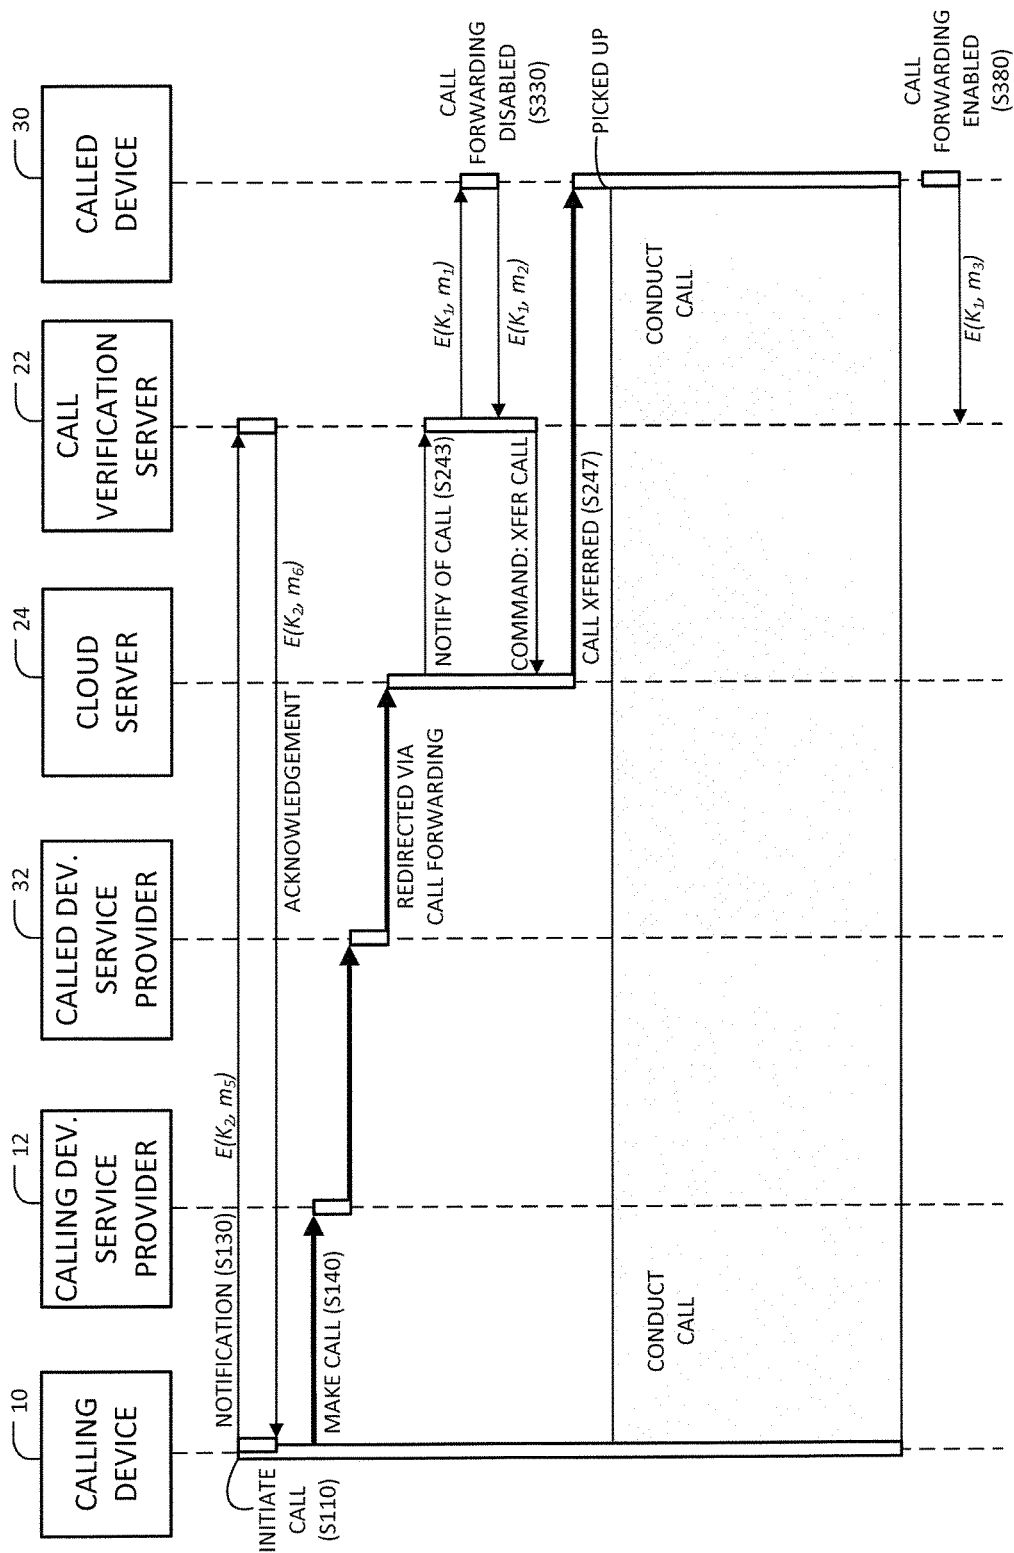 10
CALLING
DEVICE
12
CALLING DEV.
SERVICE
PROVIDER
32
CALLED DEV.
SERVICE
PROVIDER
24
CLOUD
SERVER
22
CALL
VERIFICATION
SERVER
30
CALLED
DEVICE
INITIATE
CALL
(S110)
NOTIFICATION (S130)
E(K2, m5)
ACKNOWLEDGEMENT
E(K2, m6)
MAKE CALL (S140)
REDIRECTED VIA
CALL FORWARDING
NOTIFY OF CALL (S243)
E(K1, m1)
CALL
FORWARDING
DISABLED
(S330)
E(K1, m2)
COMMAND: XFER CALL
CALL XFERRED (S247)
PICKED UP
CONDUCT
CALL
CONDUCT
CALL
CALL
FORWARDING
ENABLED
(S380)
E(K1, m3)